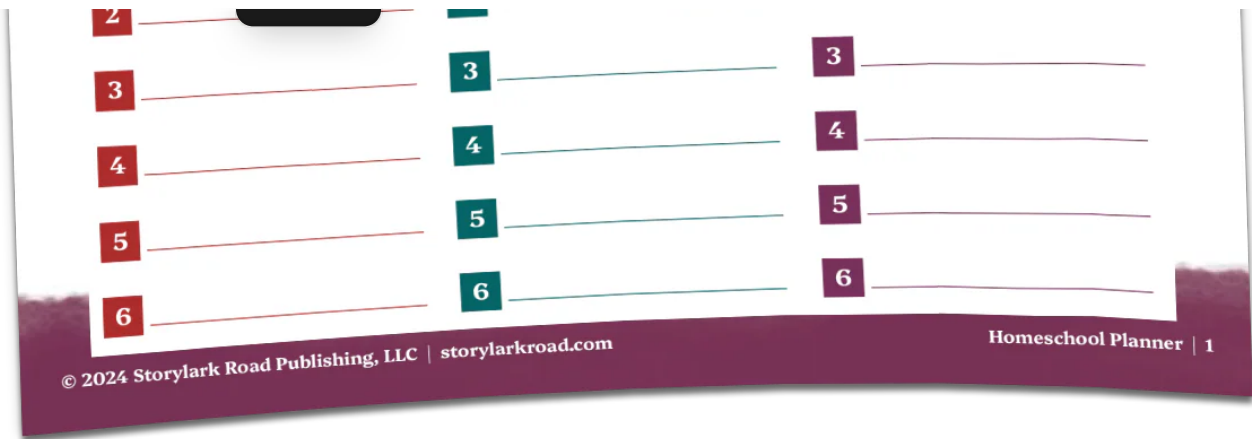 2
3 3 3
4 4 4
5 5 5
6 6 6
© 2024 Storylark Road Publishing, LLC | storylarkroad.com
Homeschool Planner | 1